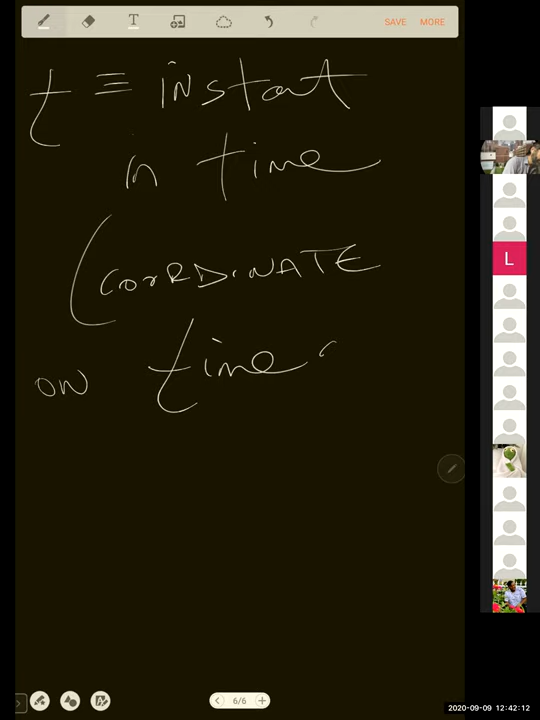 SAVE MORE
t ≡ instant
in time
(COORDINATE
on time
L
6/6
2020-09-09 12:42:12